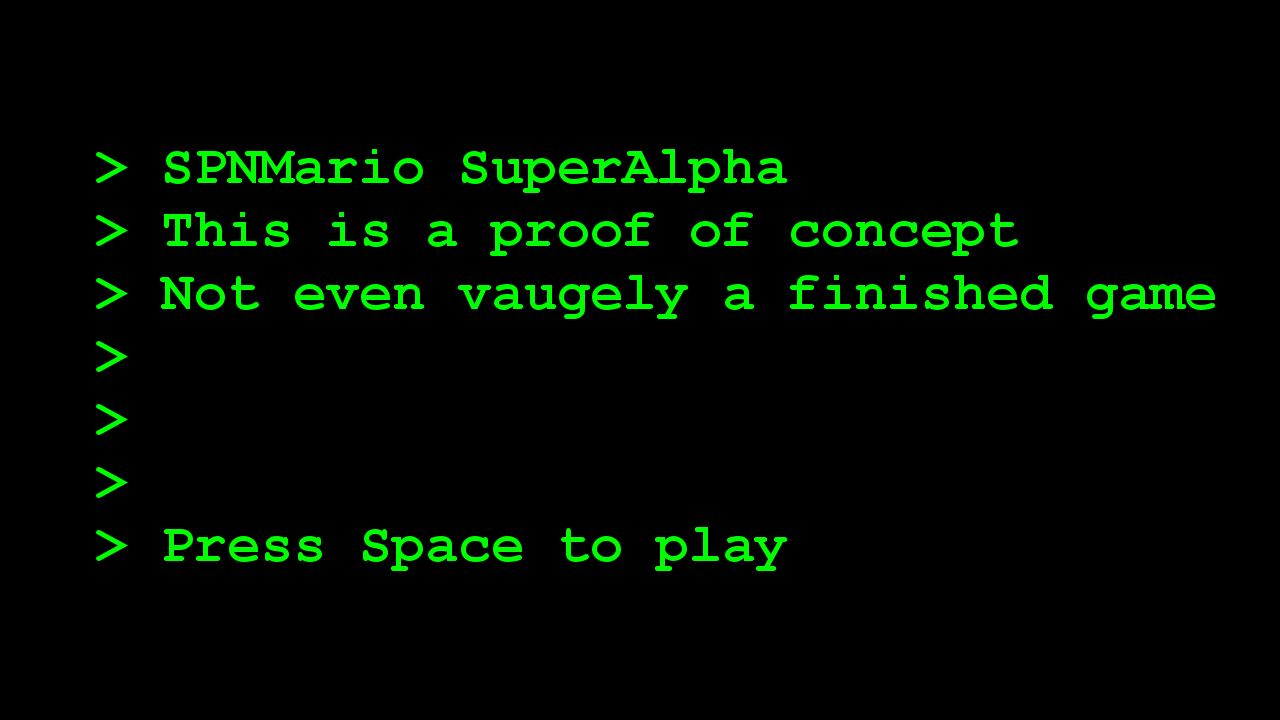 > SPNMario SuperAlpha
> This is a proof of concept
> Not even vaugely a finished game
>
>
>
> Press Space to play